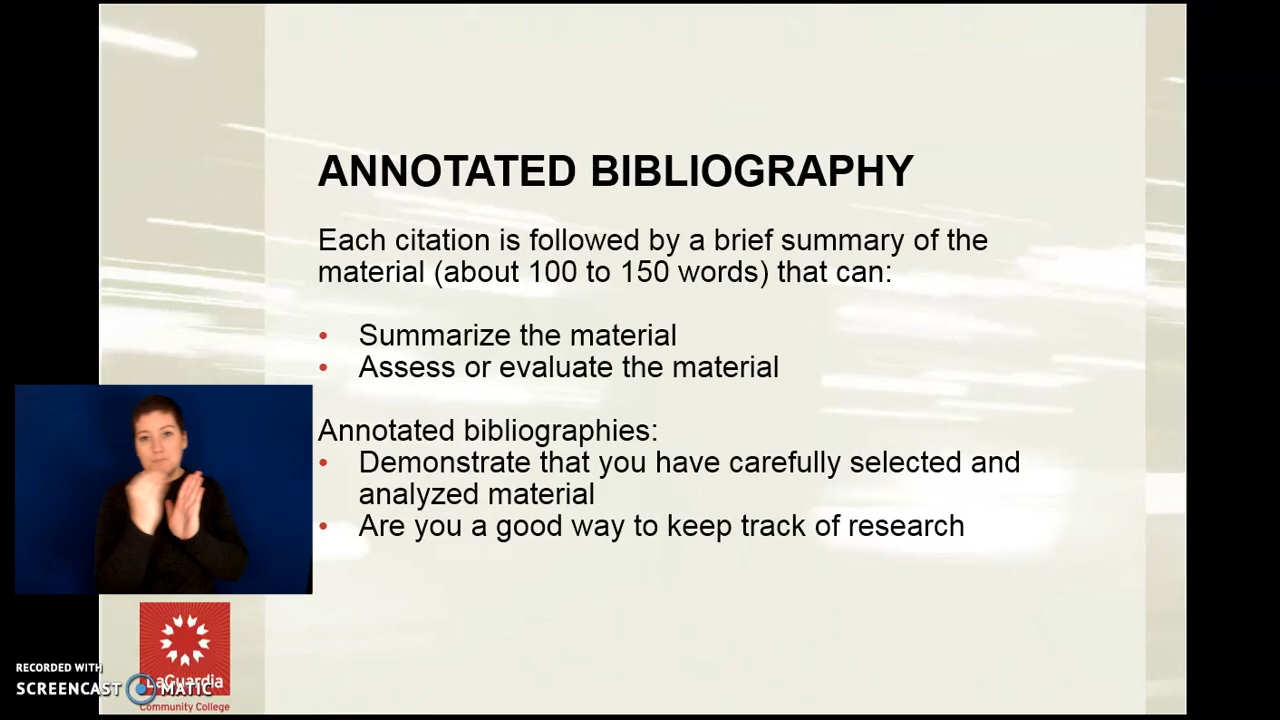 ANNOTATED BIBLIOGRAPHY
Each citation is followed by a brief summary of the
material (about 100 to 150 words) that can:
• Summarize the material
• Assess or evaluate the material
Annotated bibliographies:
• Demonstrate that you have carefully selected and
analyzed material
• Are you a good way to keep track of research
RECORDED WITH
SCREENCAST MATIC
LaGuardia
Community College